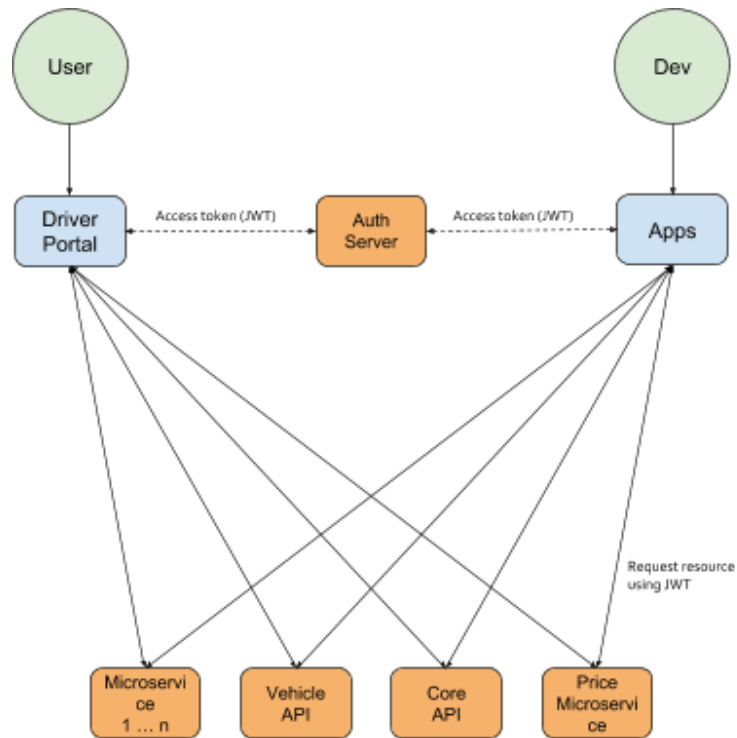 User
Dev
Driver
Portal
Access token (JWT)
Auth
Server
Access token (JWT)
Apps
Request resource
using JWT
Microservi
ce
1 ... n
Vehicle
API
Core
API
Price
Microservi
ce